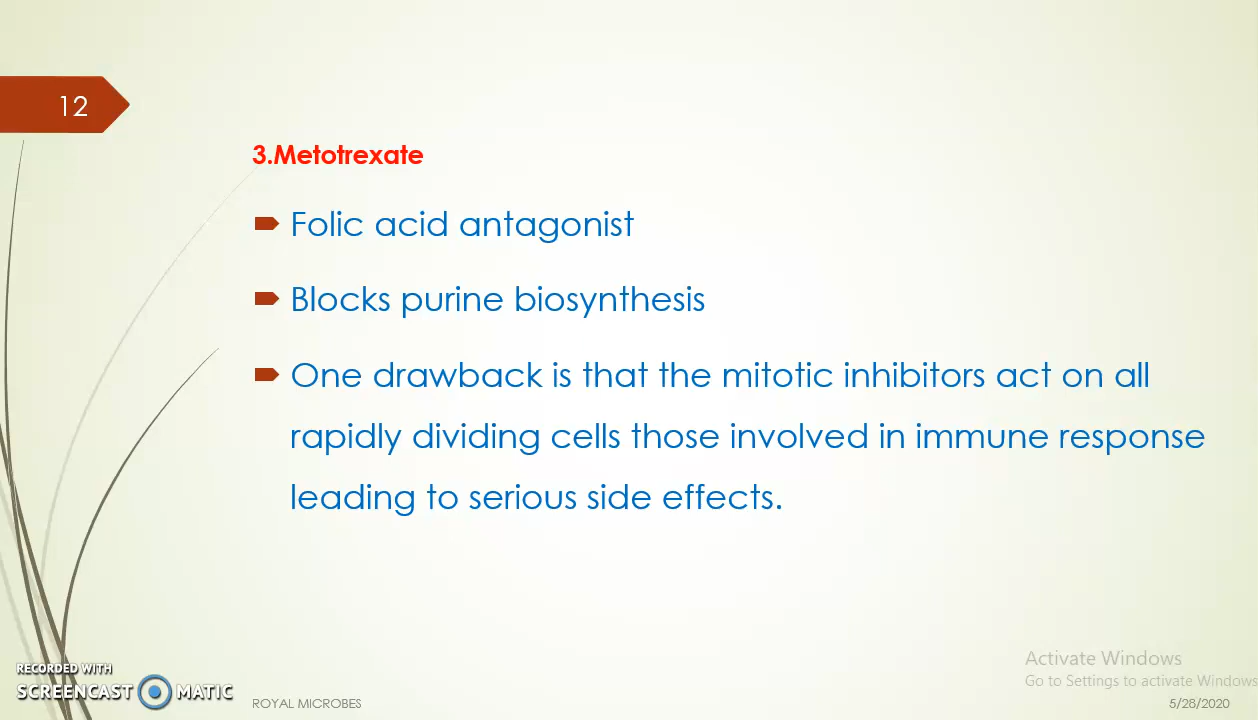 12
3.Metotrexate
Folic acid antagonist
Blocks purine biosynthesis
One drawback is that the mitotic inhibitors act on all
rapidly dividing cells those involved in immune response
leading to serious side effects.
Activate Windows
Go to Settings to activate Windows
RECORDED WITH
SCREENCAST MATIC
ROYAL MICROBES
5/28/2020